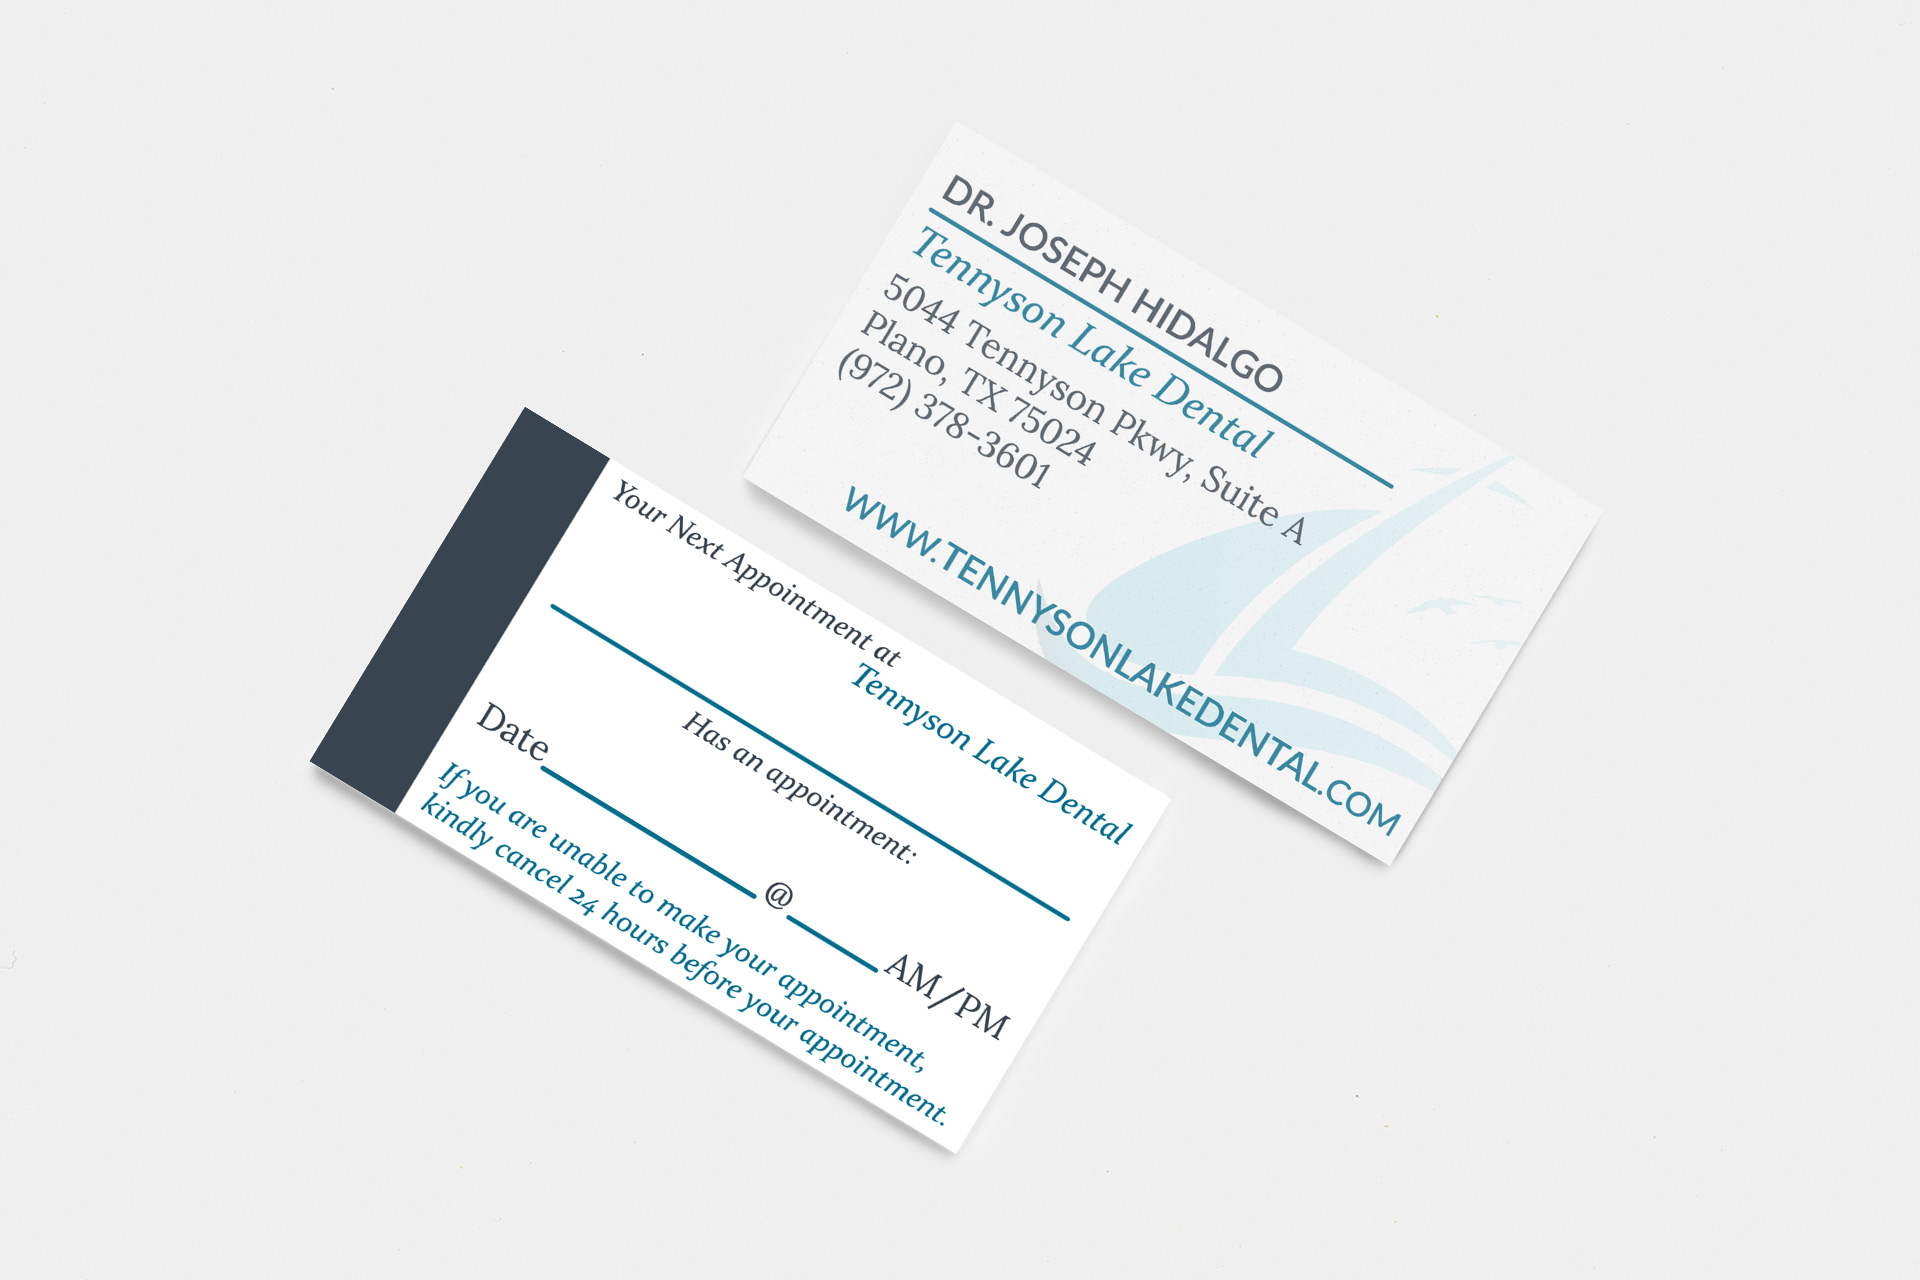 DR. JOSEPH HIDALGO
Tennyson Lake Dental
5044 Tennyson Pkwy, Suite A
Plano, TX 75024
(972) 378-3601
WWW.TENNYSONLAKEDENTAL.COM
Your Next Appointment at
Tennyson Lake Dental
Has an appointment:
Date @ AM/PM
If you are unable to make your appointment,
kindly cancel 24 hours before your appointment.